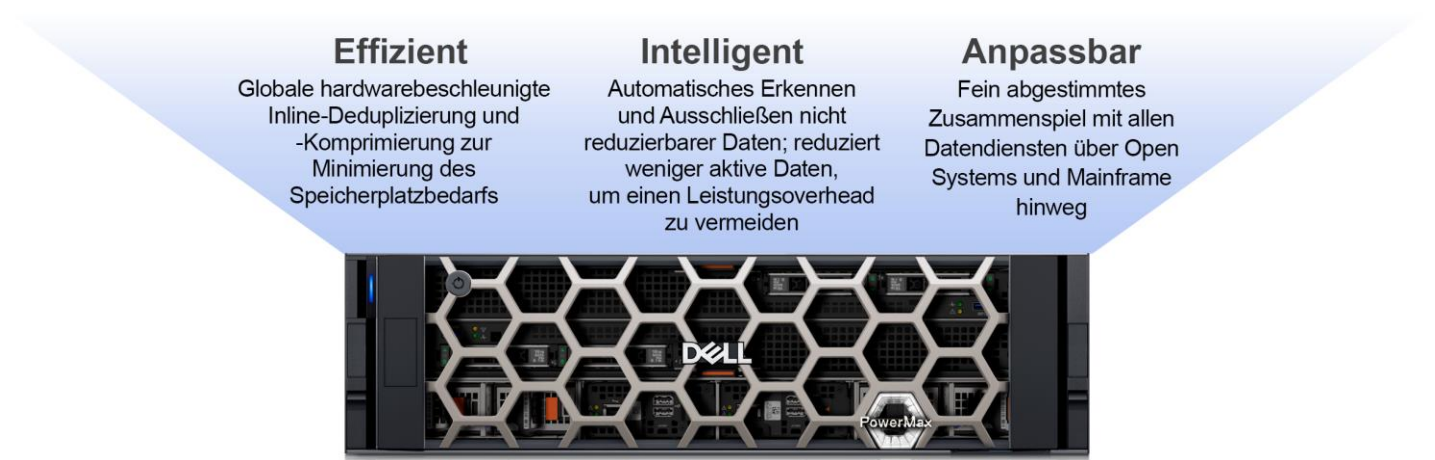 Effizient
Globale hardwarebeschleunigte
Inline-Deduplizierung und
-Komprimierung zur
Minimierung des
Speicherplatzbedarfs
Intelligent
Automatisches Erkennen
und Ausschließen nicht
reduzierbarer Daten; reduziert
weniger aktive Daten,
um einen Leistungsoverhead
zu vermeiden
Anpassbar
Fein abgestimmtes
Zusammenspiel mit allen
Datendiensten über Open
Systems und Mainframe
hinweg
DELL
PowerMax